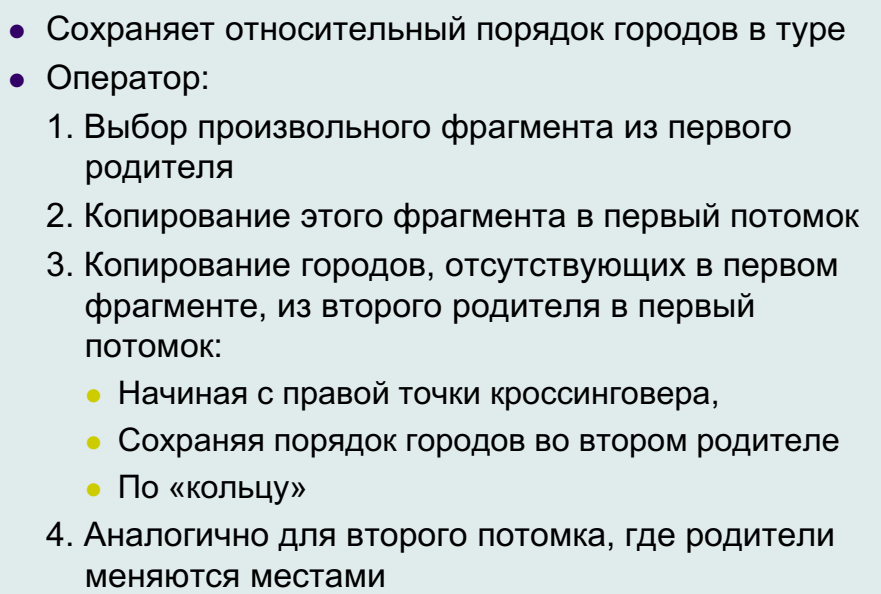 ● Сохраняет относительный порядок городов в туре
● Оператор:
1. Выбор произвольного фрагмента из первого
родителя
2. Копирование этого фрагмента в первый потомок
3. Копирование городов, отсутствующих в первом
фрагменте, из второго родителя в первый
потомок:
● Начиная с правой точки кроссинговера,
● Сохраняя порядок городов во втором родителе
● По «кольцу»
4. Аналогично для второго потомка, где родители
меняются местами